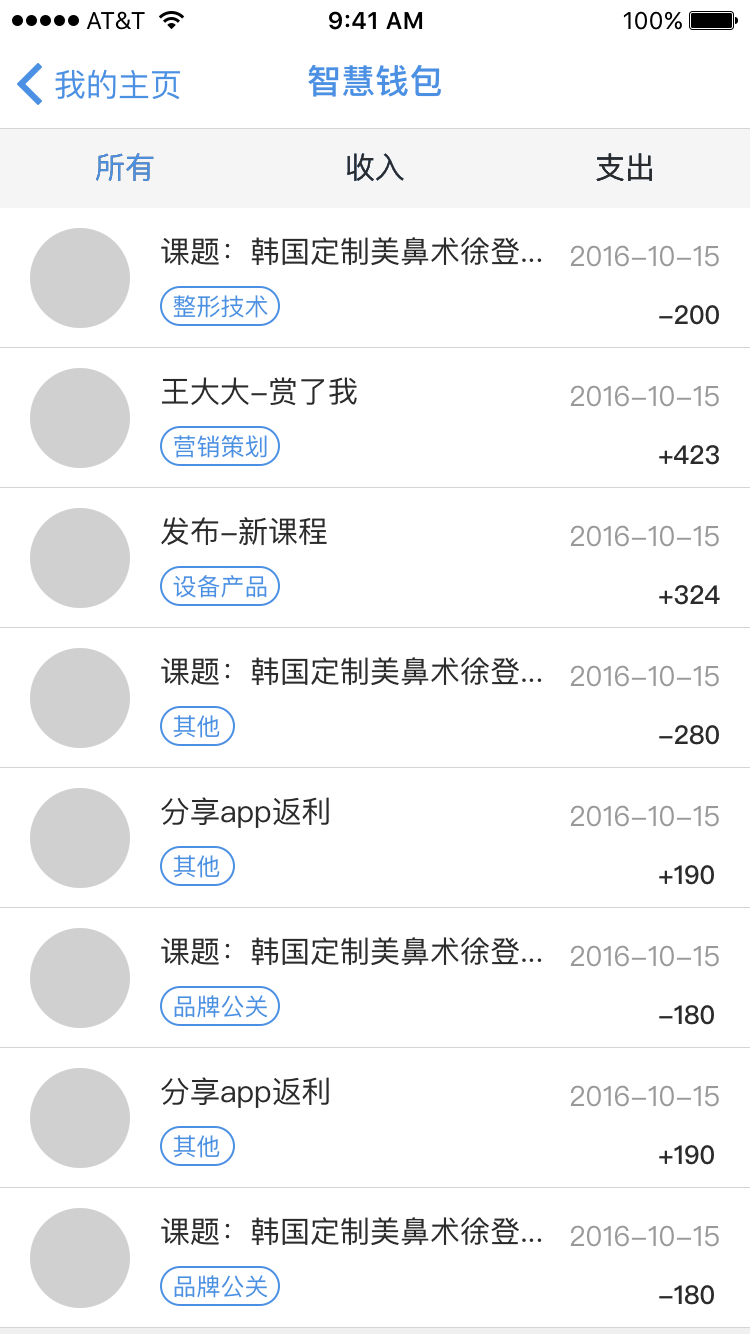 AT&T 9:41 AM 100%
我的主页 智慧钱包
所有 收入 支出
课题：韩国定制美鼻术徐登... 2016-10-15
整形技术 -200
王大大-赏了我 2016-10-15
营销策划 +423
发布-新课程 2016-10-15
设备产品 +324
课题：韩国定制美鼻术徐登... 2016-10-15
其他 -280
分享app返利 2016-10-15
其他 +190
课题：韩国定制美鼻术徐登... 2016-10-15
品牌公关 -180
分享app返利 2016-10-15
其他 +190
课题：韩国定制美鼻术徐登... 2016-10-15
品牌公关 -180